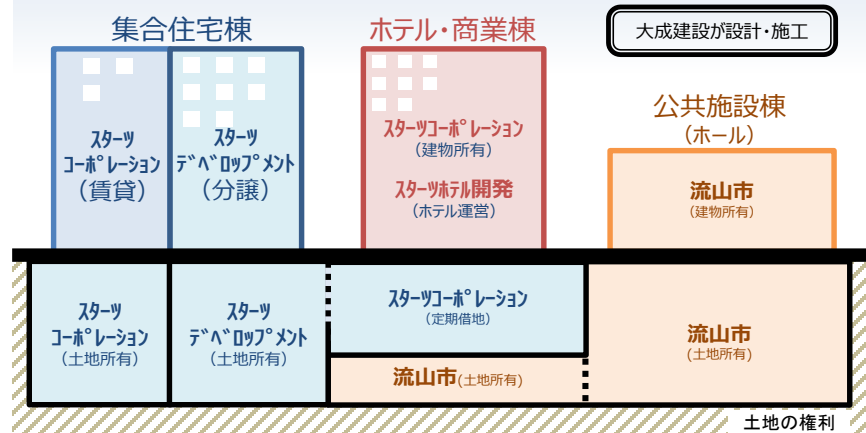 集合住宅棟
ホテル・商業棟
大成建設が設計・施工
公共施設棟
(ホール)
ｽﾀｰﾂ
ｺｰﾎﾟﾚｰｼｮﾝ
(賃貸)
ｽﾀｰﾂ
ﾃﾞﾍﾞﾛｯﾌﾟﾒﾝﾄ
(分譲)
ｽﾀｰﾂｺｰﾎﾟﾚｰｼｮﾝ
(建物所有)
ｽﾀｰﾂﾎﾃﾙ開発
(ホテル運営)
流山市
(建物所有)
ｽﾀｰﾂ
ｺｰﾎﾟﾚｰｼｮﾝ
(土地所有)
ｽﾀｰﾂ
ﾃﾞﾍﾞﾛｯﾌﾟﾒﾝﾄ
(土地所有)
ｽﾀｰﾂｺｰﾎﾟﾚｰｼｮﾝ
(定期借地)
流山市(土地所有)
流山市
(土地所有)
土地の権利